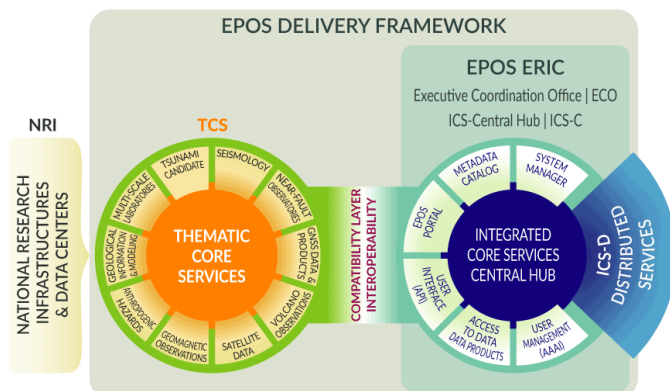 EPOS DELIVERY FRAMEWORK
EPOS ERIC
Executive Coordination Office | ECO
ICS-Central Hub | ICS-C
NRI
NATIONAL RESEARCH
INFRASTRUCTURES
& DATA CENTERS
TCS
TSUNAMI
CANDIDATE
SEISMOLOGY
NEAR-FAULT
OBSERVATORIES
GNSS DATA &
PRODUCTS
VOLCANO
OBSERVATIONS
SATELLITE
DATA
GEOMAGNETIC
OBSERVATIONS
ANTHROPOGENIC
HAZARDS
GEOLOGICAL
INFORMATION
& MODELING
MULTI-SCALE
LABORATORIES
THEMATIC
CORE
SERVICES
COMPATIBILITY LAYER
INTEROPERABILITY
METADATA
CATALOG
SYSTEM
MANAGER
EPOS
PORTAL
USER
INTERFACE
(API)
ACCESS
TO DATA
DATA PRODUCTS
USER
MANAGEMENT
(AAAI)
INTEGRATED
CORE SERVICES
CENTRAL HUB
ICS-D
DISTRIBUTED
SERVICES